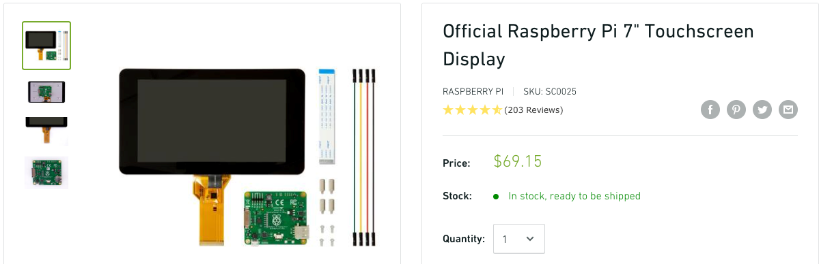 Official Raspberry Pi 7" Touchscreen
Display
RASPBERRY PI
SKU: SC0025
(203 Reviews)
Price: $69.15
Stock: In stock, ready to be shipped
Quantity: 1